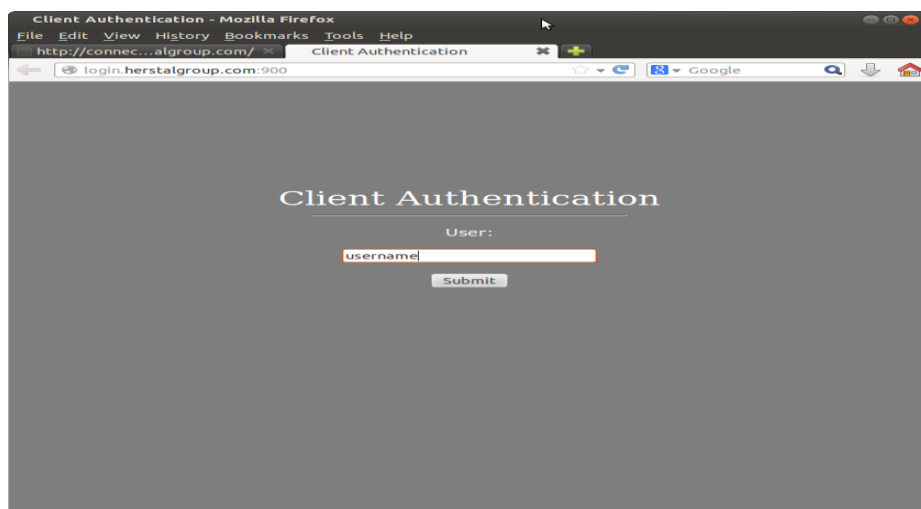 Client Authentication - Mozilla Firefox
File Edit View History Bookmarks Tools Help
http://connec...algroup.com/ Client Authentication
login.herstalgroup.com:900 Google
Client Authentication
User:
username
Submit